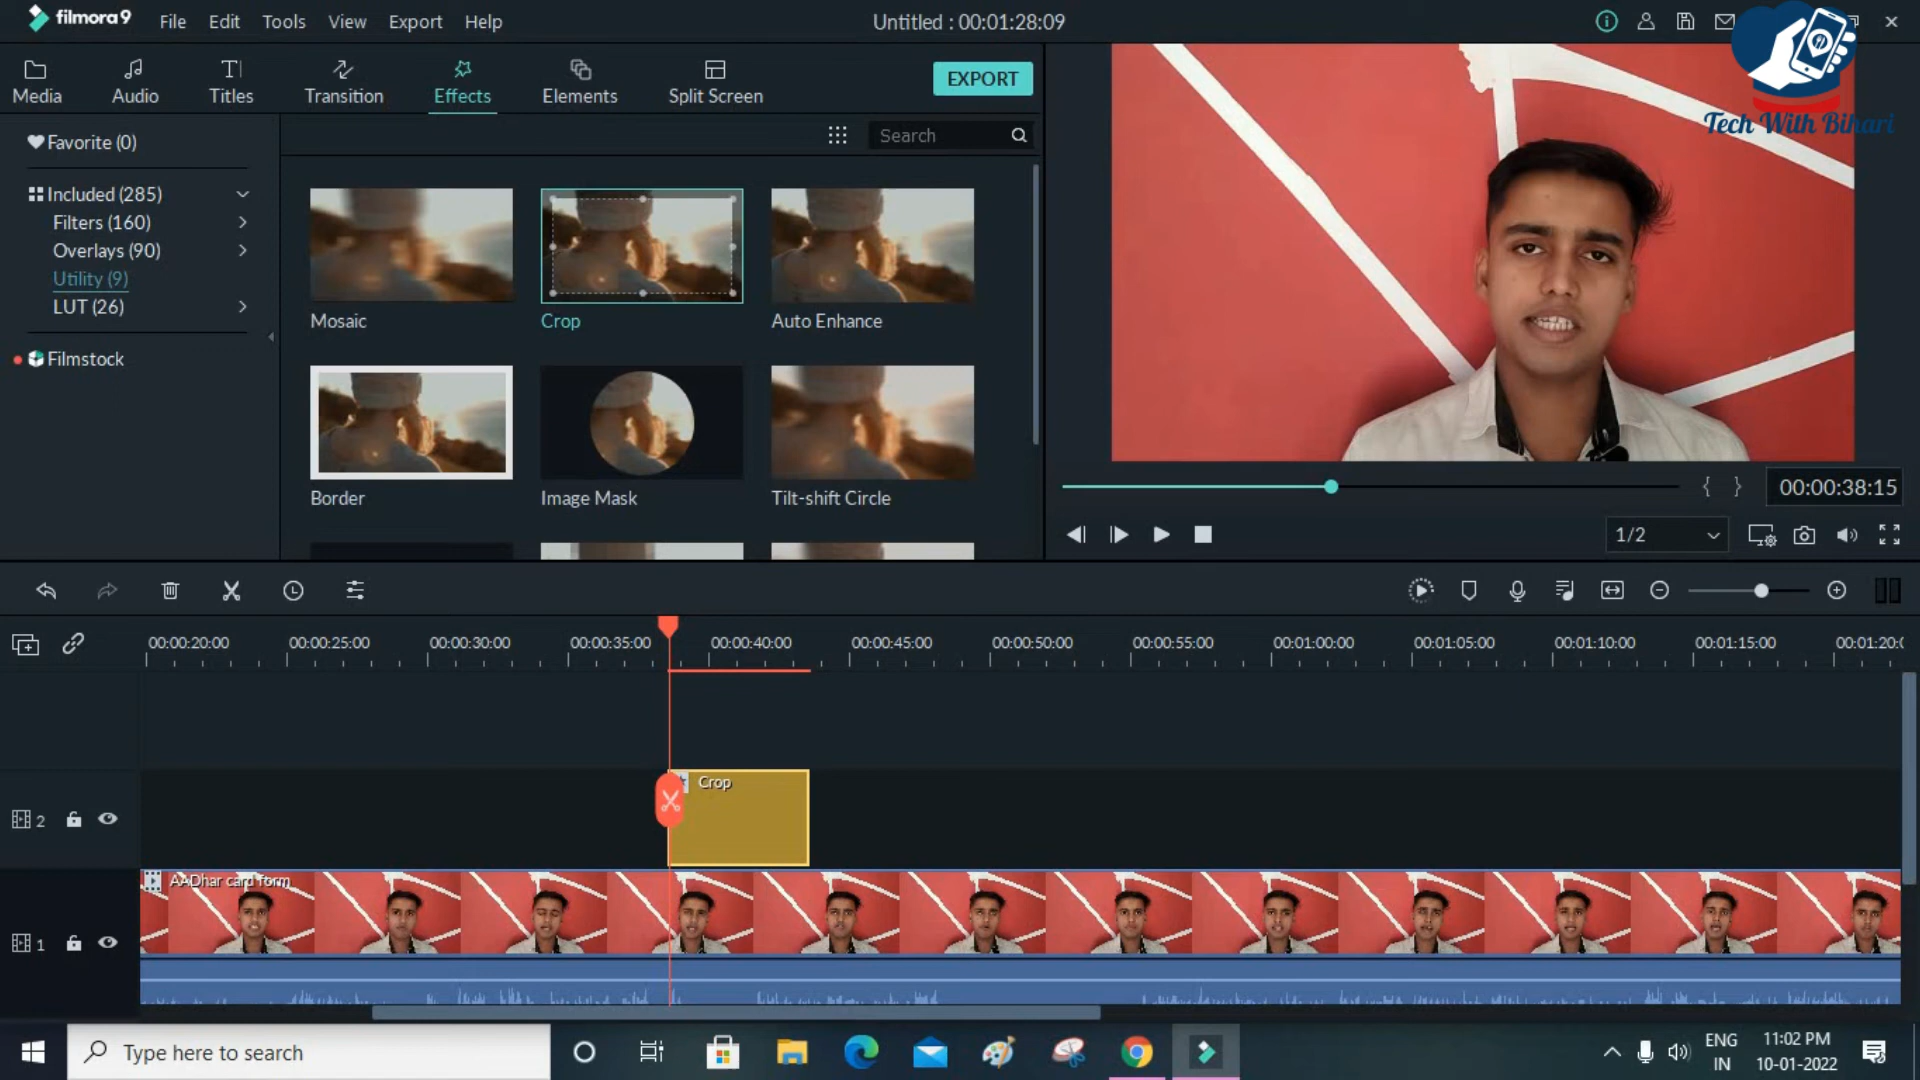 filmora9 File Edit Tools View Export Help
Untitled : 00:01:28:09
Tech With Bihari
Media Audio Titles Transition Effects Elements Split Screen
EXPORT
Favorite (0)
Search
Included (285)
Filters (160)
Overlays (90)
Utility (9)
LUT (26)
Filmstock
Mosaic Crop Auto Enhance
Border Image Mask Tilt-shift Circle
{ } 00:00:38:15
1/2
00:00:20:00 00:00:25:00 00:00:30:00 00:00:35:00 00:00:40:00 00:00:45:00 00:00:50:00 00:00:55:00 00:01:00:00 00:01:05:00 00:01:10:00 00:01:15:00 00:01:20:0
Crop
2
AADhar card form
1
Type here to search
ENG
IN
11:02 PM
10-01-2022